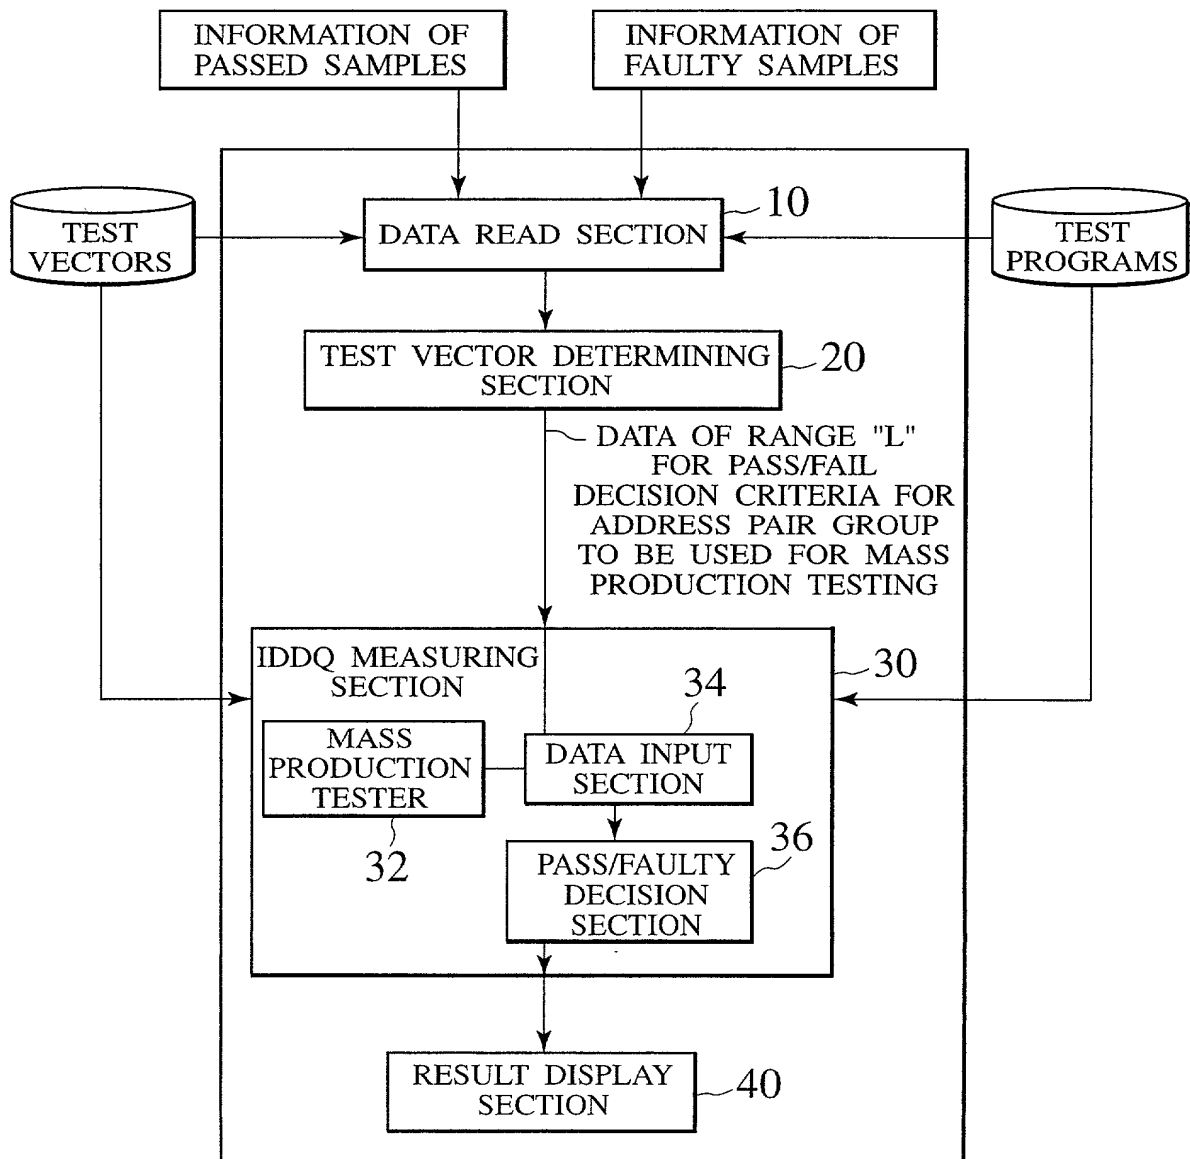 INFORMATION OF
PASSED SAMPLES
INFORMATION OF
FAULTY SAMPLES
TEST
VECTORS
10
DATA READ SECTION
TEST
PROGRAMS
TEST VECTOR DETERMINING
SECTION
20
DATA OF RANGE "L"
FOR PASS/FAIL
DECISION CRITERIA FOR
ADDRESS PAIR GROUP
TO BE USED FOR MASS
PRODUCTION TESTING
IDDQ MEASURING
SECTION
30
34
MASS
PRODUCTION
TESTER
DATA INPUT
SECTION
32
36
PASS/FAULTY
DECISION
SECTION
RESULT DISPLAY
SECTION
40